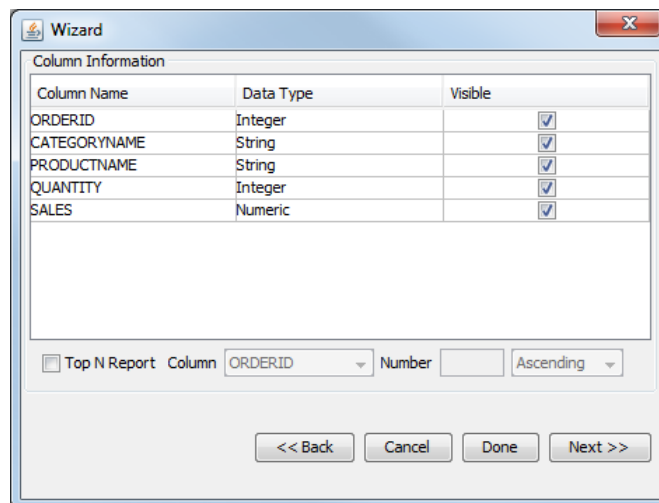 Wizard
Column Information
Column Name Data Type Visible
ORDERID Integer
CATEGORYNAME String
PRODUCTNAME String
QUANTITY Integer
SALES Numeric
Top N Report Column ORDERID Number Ascending
<< Back Cancel Done Next >>